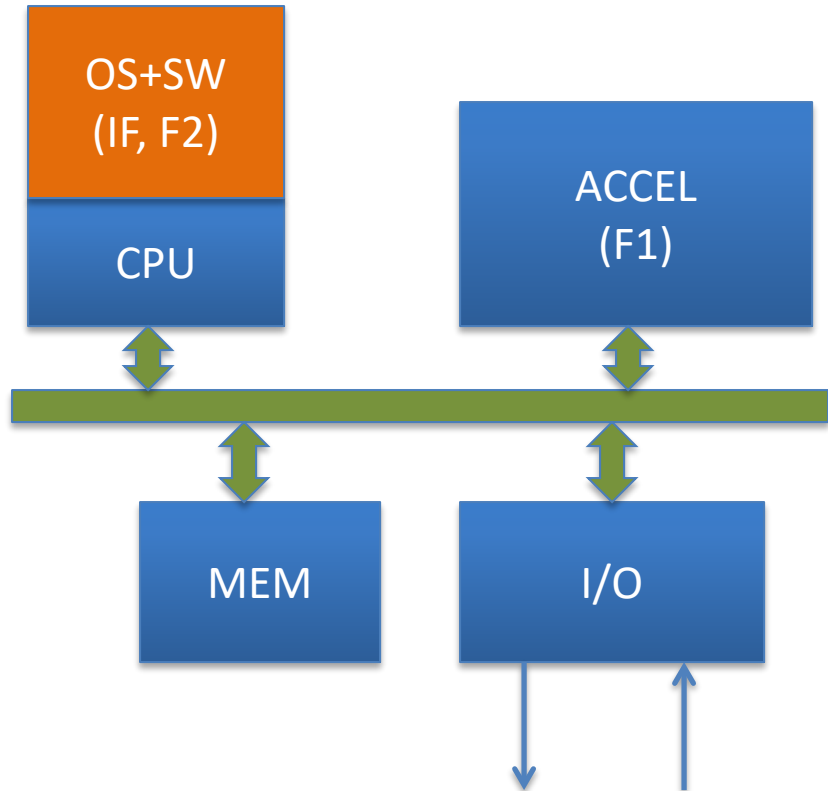 OS+SW
(IF, F2)
CPU
ACCEL
(F1)
MEM
I/O